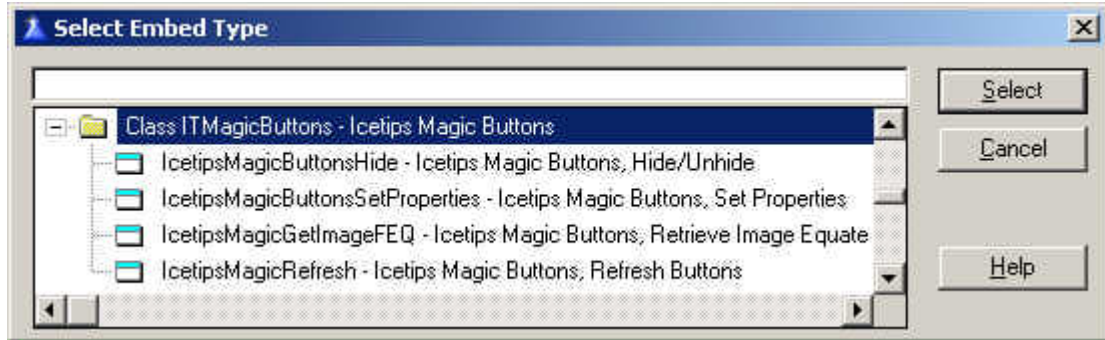 Select Embed Type
Class ITMagicButtons - Icetips Magic Buttons
IcetipsMagicButtonsHide - Icetips Magic Buttons, Hide/Unhide
IcetipsMagicButtonsSetProperties - Icetips Magic Buttons, Set Properties
IcetipsMagicGetImageFEQ - Icetips Magic Buttons, Retrieve Image Equate
IcetipsMagicRefresh - Icetips Magic Buttons, Refresh Buttons
Select
Cancel
Help